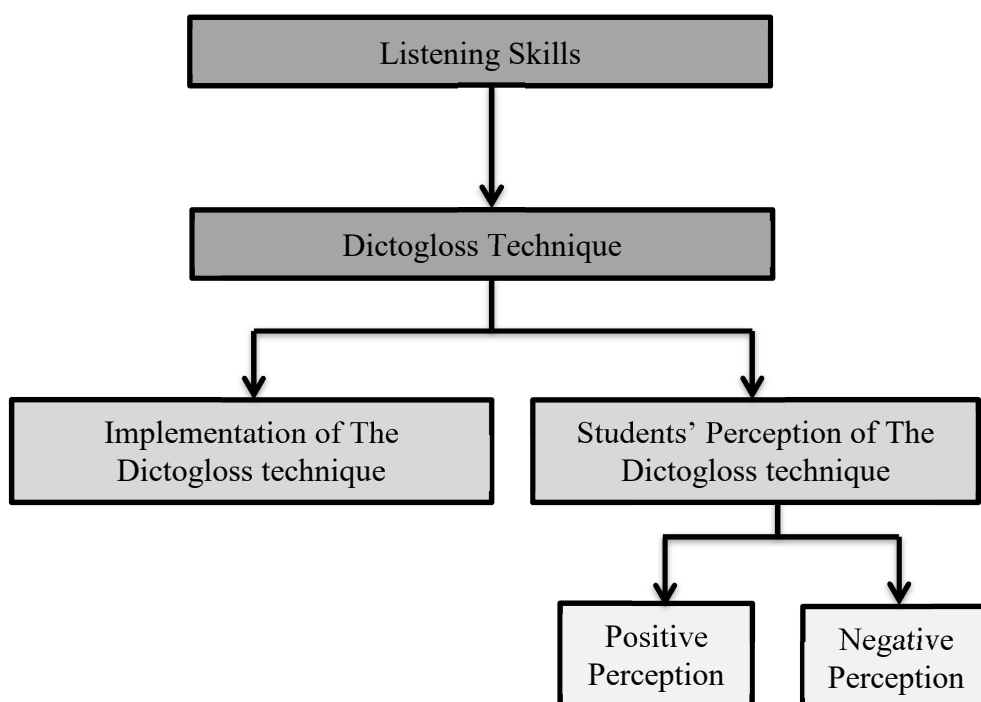 Listening Skills
Dictogloss Technique
Implementation of The
Dictogloss technique
Students’ Perception of The
Dictogloss technique
Positive
Perception
Negative
Perception